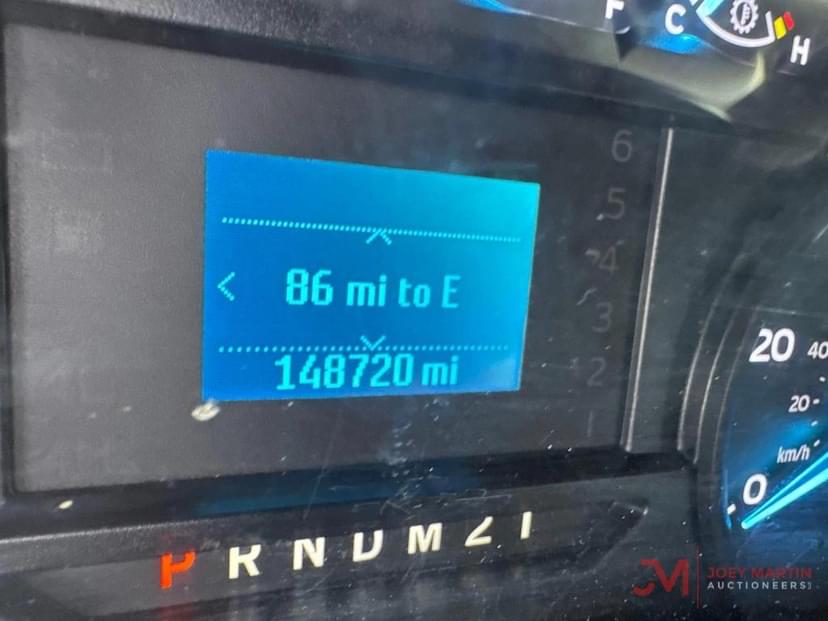 F
C
H
6
5
4
3
2
1
86 mi to E
148720 mi
20 40
20
km/h
0
P R N D M 2 1
JM JOEY MARTIN
AUCTIONEERS